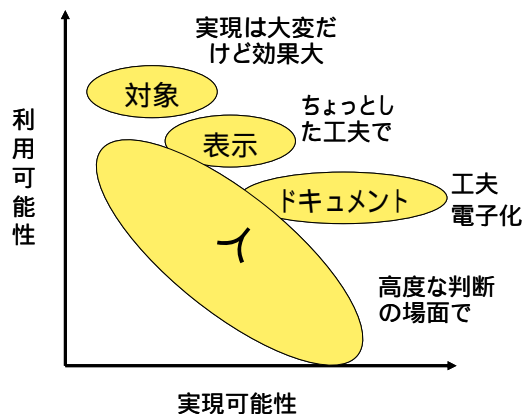 実現は大変だ
けど効果大
対象
ちょっとし
た工夫で
表示
利用可能性
ドキュメント
工夫
電子化
人
高度な判断
の場面で
実現可能性